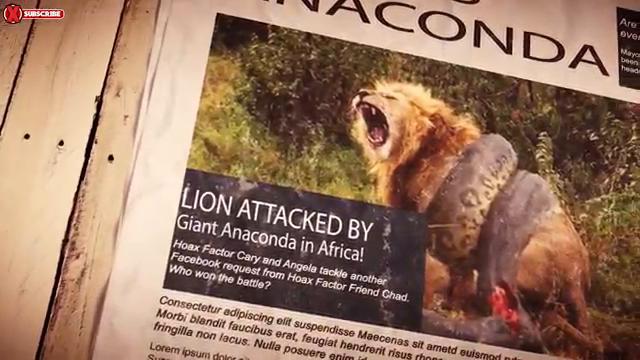 SUBSCRIBE
ANACONDA
Are
LION ATTACKED BY
Giant Anaconda in Africa!
Hoax Factor Cary and Angela tackle another
Facebook request from Hoax Factor Friend Chad.
Who won the battle?
Consectetur adipiscing elit suspendisse Maecenas sit ametd euismod
Morbi blandit faucibus erat, feugiat hendrerit risus rhoncus
fringilla non lacus. Nulla posuere enim
Lorem ipsum dolor